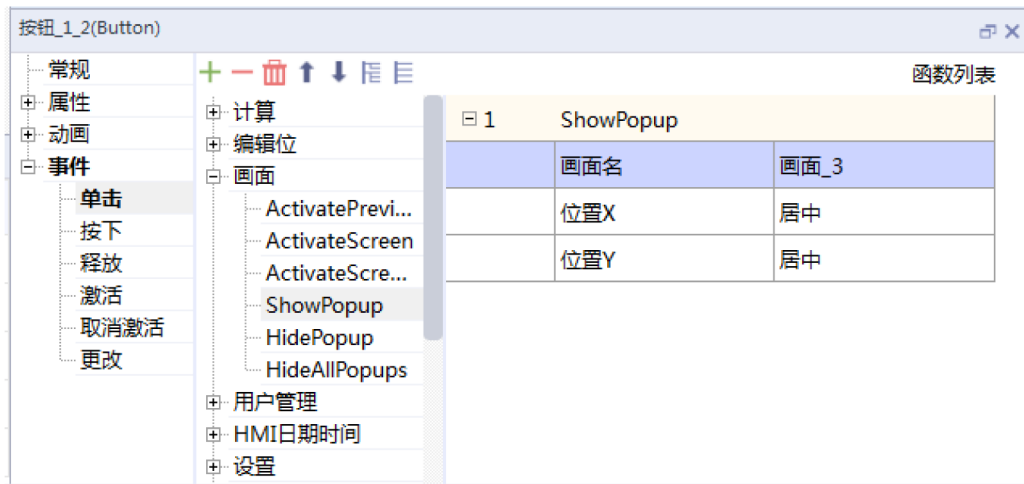 按钮_1_2(Button)
常规
属性
动画
事件
单击
按下
释放
激活
取消激活
更改
函数列表
计算
编辑位
画面
ActivatePrevi...
ActivateScreen
ActivateScre...
ShowPopup
HidePopup
HideAllPopups
用户管理
HMI日期时间
设置
1 ShowPopup
画面名 画面_3
位置X 居中
位置Y 居中